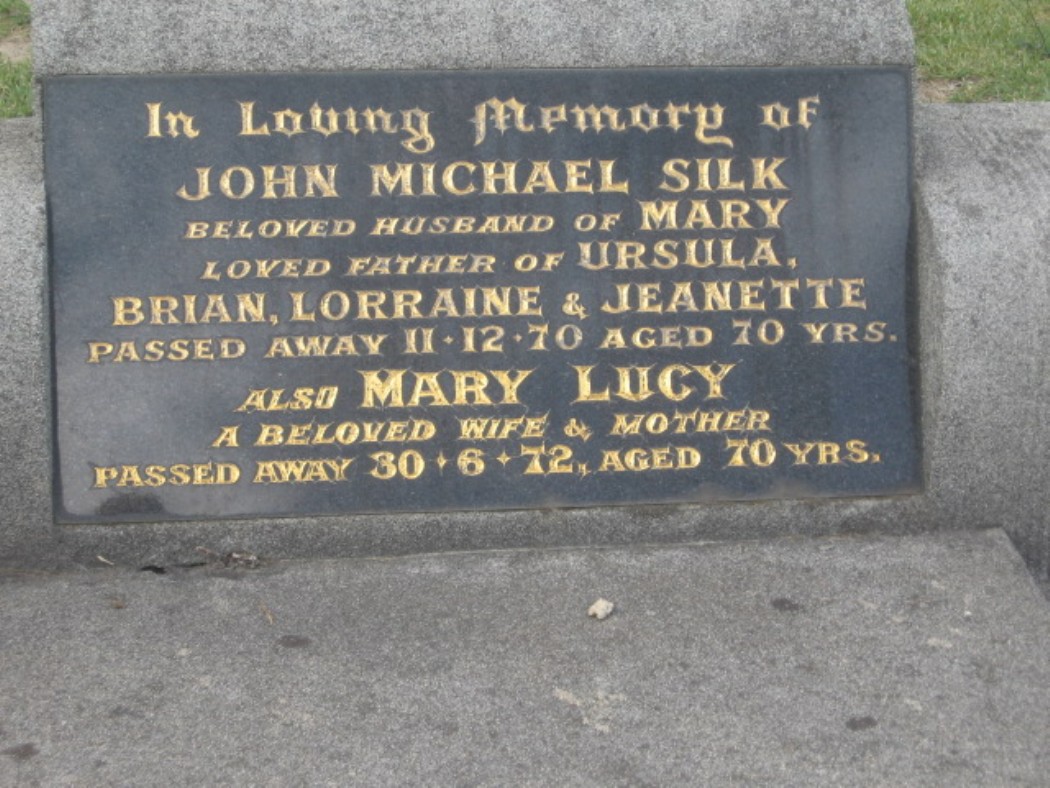 In Loving Memory of
JOHN MICHAEL SILK
BELOVED HUSBAND OF MARY
LOVED FATHER OF URSULA,
BRIAN, LORRAINE & JEANETTE
PASSED AWAY 11·12·70 AGED 70 YRS.
ALSO MARY LUCY
A BELOVED WIFE & MOTHER
PASSED AWAY 30·6·72, AGED 70 YRS.